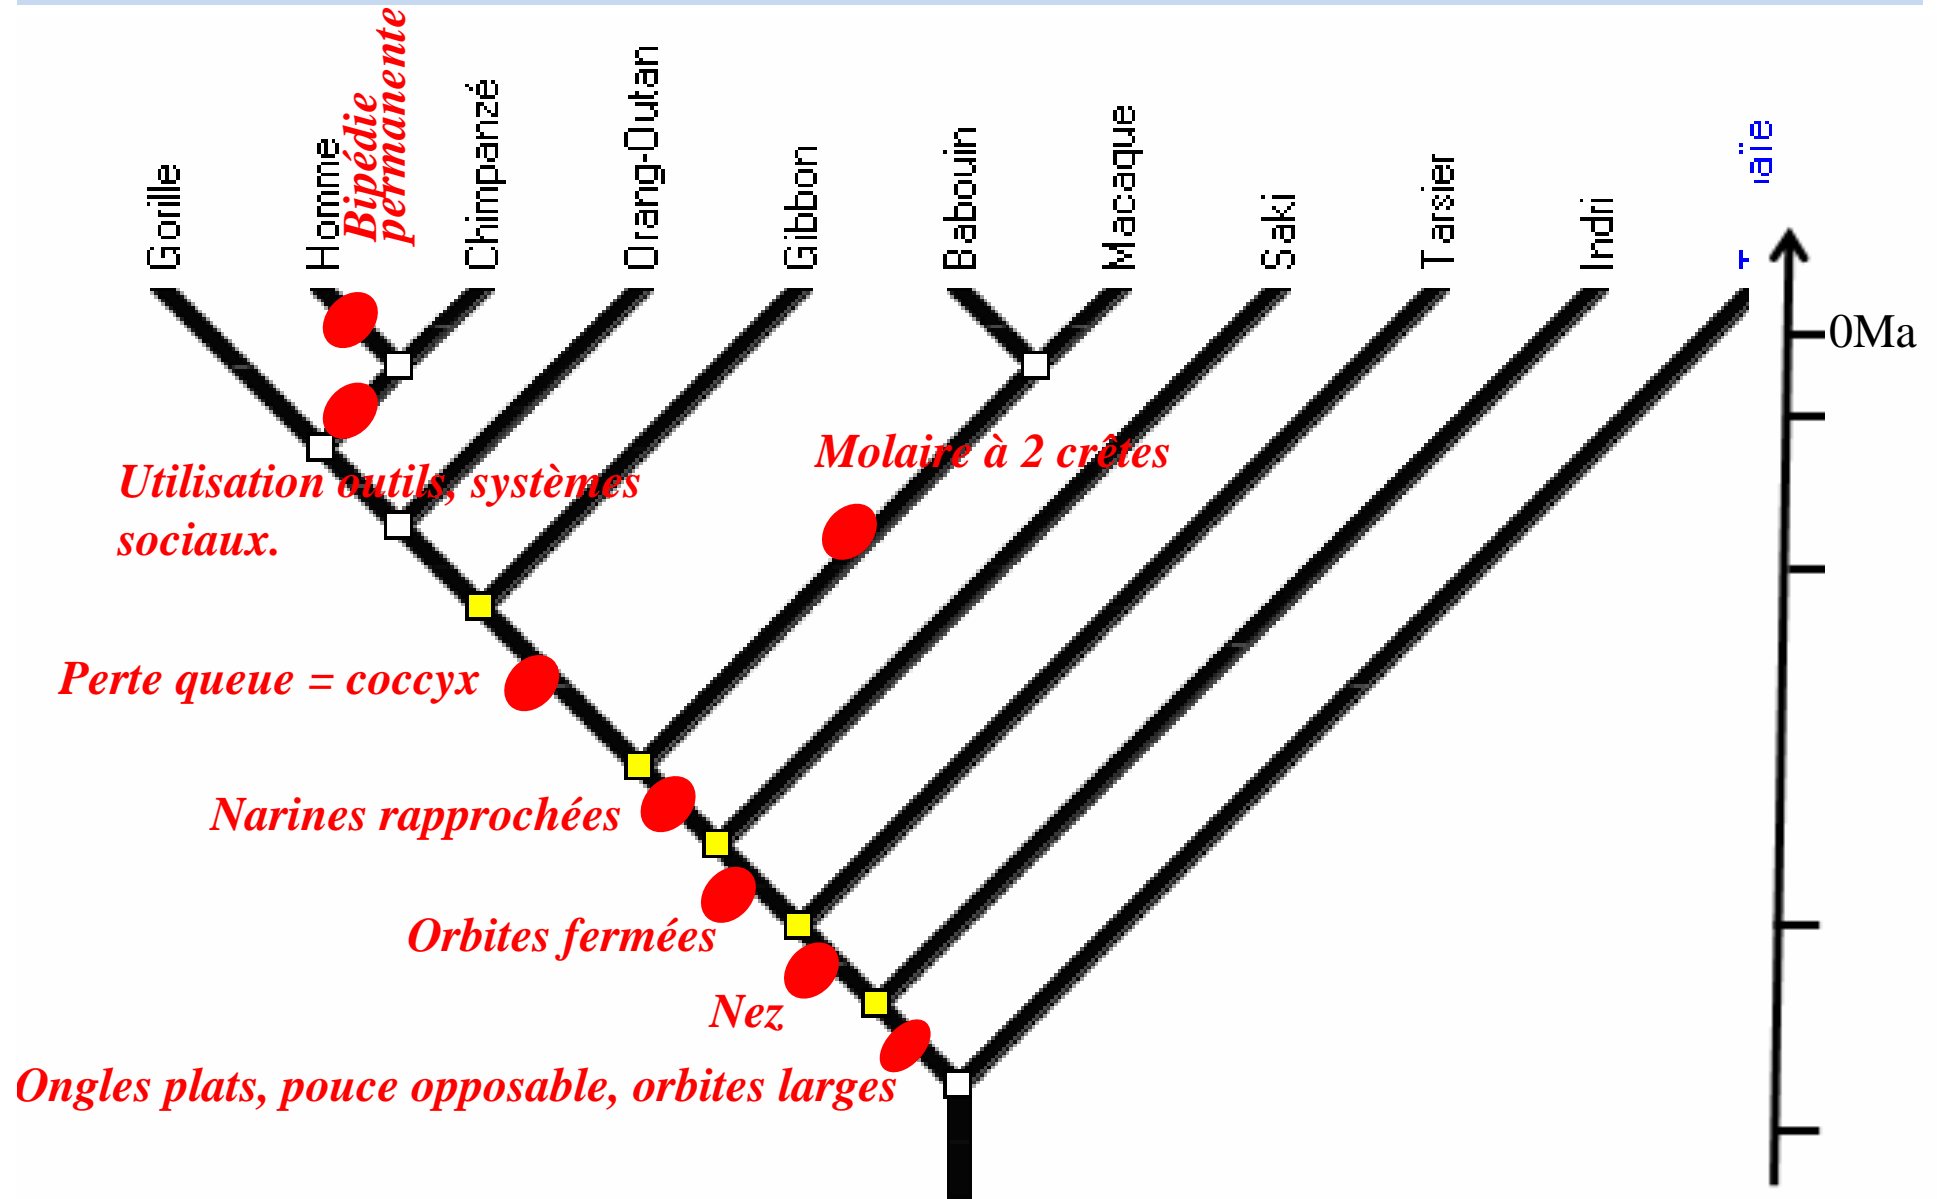 Gorille
Homme
Bipédie
permanente
Chimpanzé
Orang-Outan
Gibbon
Babouin
Macaque
Saki
Tarsier
Indri
0Ma
Molaire à 2 crêtes
Utilisation outils, systèmes
sociaux.
Perte queue = coccyx
Narines rapprochées
Orbites fermées
Nez
Ongles plats, pouce opposable, orbites larges